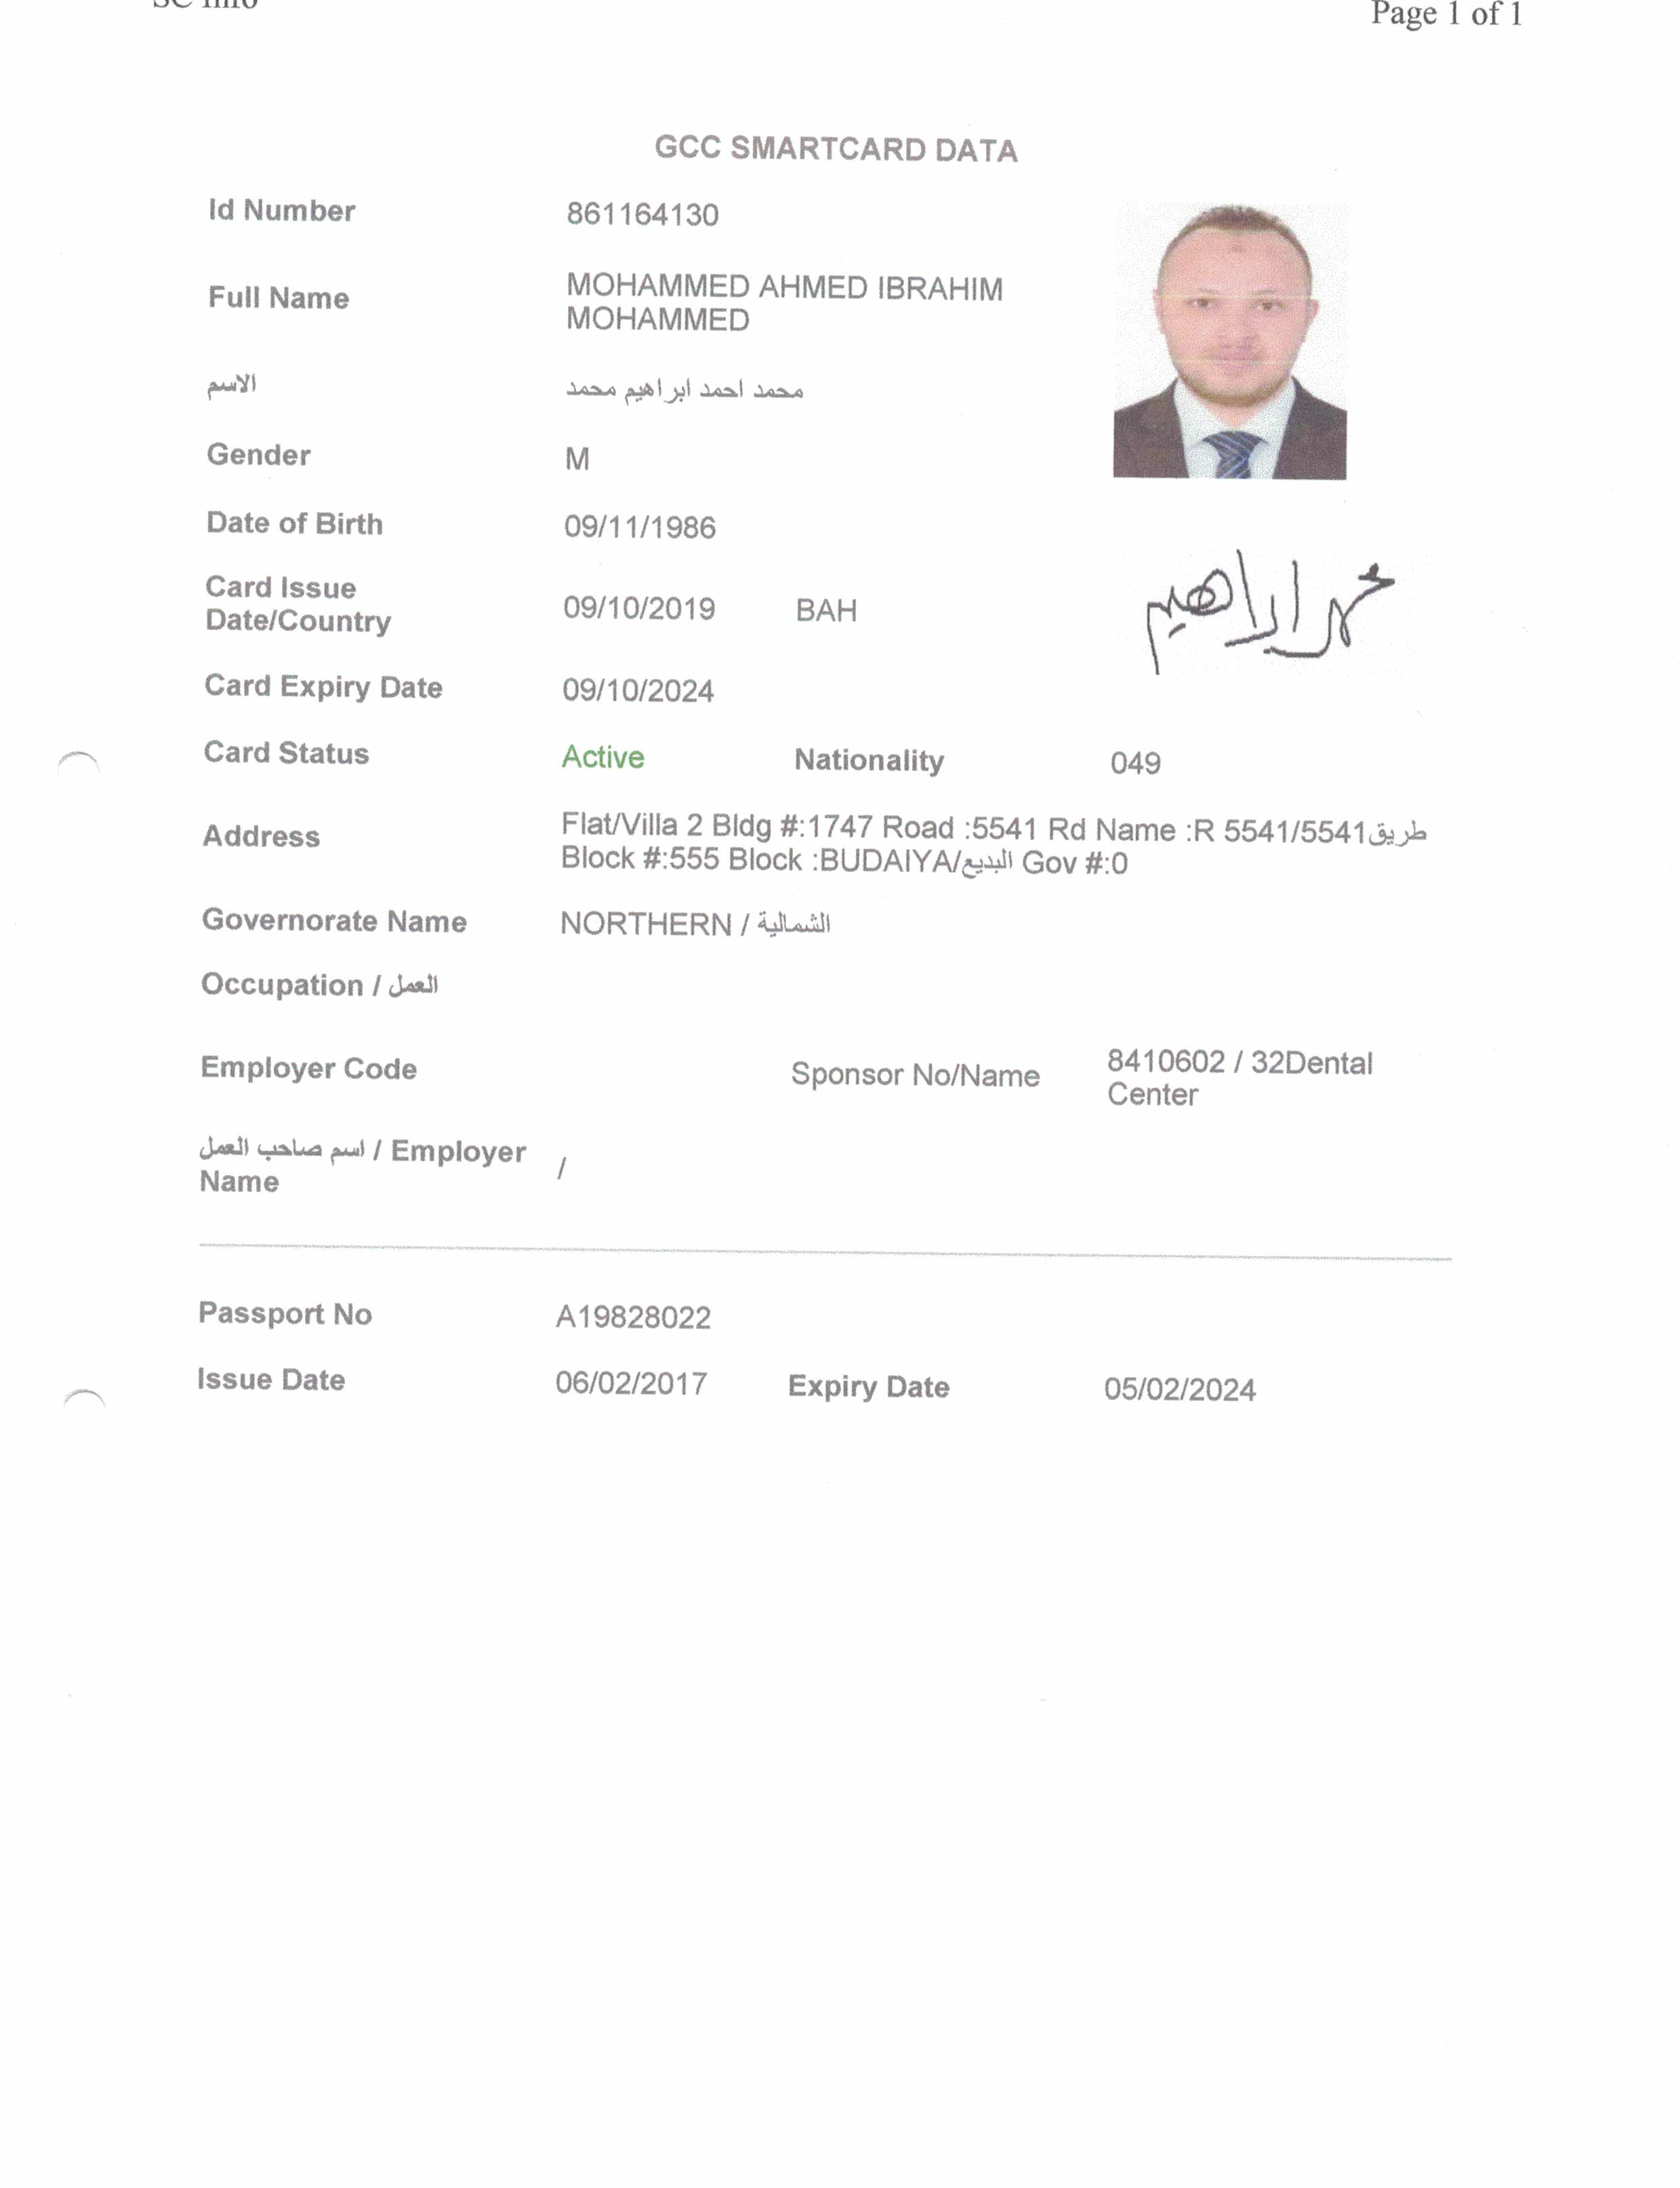 SC Info
Page 1 of 1
GCC SMARTCARD DATA
Id Number 861164130
Full Name MOHAMMED AHMED IBRAHIM
MOHAMMED
الاسم محمد احمد ابراهيم محمد
Gender M
Date of Birth 09/11/1986
Card Issue
Date/Country 09/10/2019 BAH
محمد ابراهيم
Card Expiry Date 09/10/2024
Card Status Active Nationality 049
Address Flat/Villa 2 Bldg #:1747 Road :5541 Rd Name :R 5541/5541طريق
Block #:555 Block :BUDAIYA/البديع Gov #:0
Governorate Name NORTHERN / الشمالية
Occupation / العمل
Employer Code Sponsor No/Name 8410602 / 32Dental
Center
اسم صاحب العمل / Employer
Name /
Passport No A19828022
Issue Date 06/02/2017 Expiry Date 05/02/2024